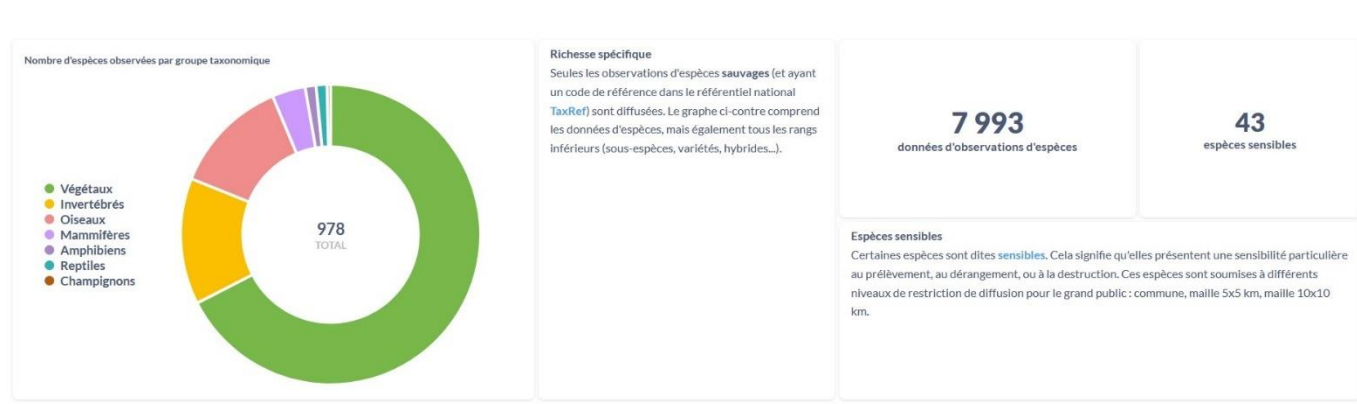 Nombre d'espèces observées par groupe taxonomique
Végétaux
Invertébrés
Oiseaux
Mammifères
Amphibiens
Reptiles
Champignons
978
TOTAL
Richesse spécifique
Seules les observations d'espèces sauvages (et ayant
un code de référence dans le référentiel national
TaxRef) sont diffusées. Le graphe ci-contre comprend
les données d'espèces, mais également tous les rangs
inférieurs (sous-espèces, variétés, hybrides...).
7 993
données d'observations d'espèces
43
espèces sensibles
Espèces sensibles
Certaines espèces sont dites sensibles. Cela signifie qu'elles présentent une sensibilité particulière
au prélèvement, au dérangement, ou à la destruction. Ces espèces sont soumises à différents
niveaux de restriction de diffusion pour le grand public : commune, maille 5x5 km, maille 10x10
km.